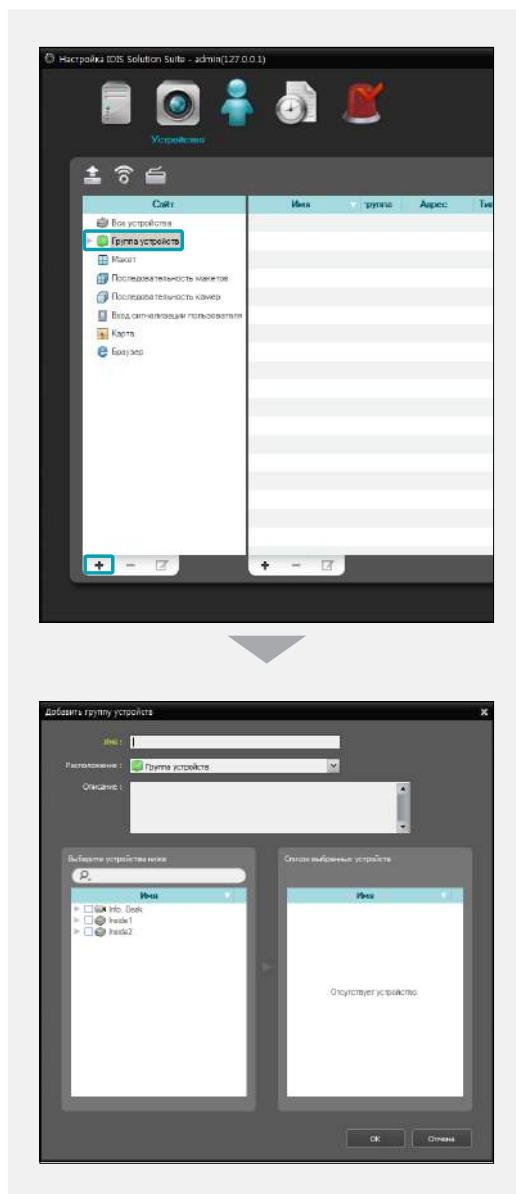 Настройка IDIS Solution Suite - admin(127.0.0.1)
Устройство
Сайт
Имя
Группа
Адрес
Тип
Все устройства
Группа устройств
Макет
Последовательность макетов
Последовательность камер
Вход сигнализации пользователя
Карта
Браузер
Добавить группу устройств
Имя :
Расположение : Группа устройств
Описание :
Выберите устройства ниже
Имя
Info. Desk
Inside1
Inside2
Список выбранных устройств
Имя
Отсутствует устройство.
OK
Отмена